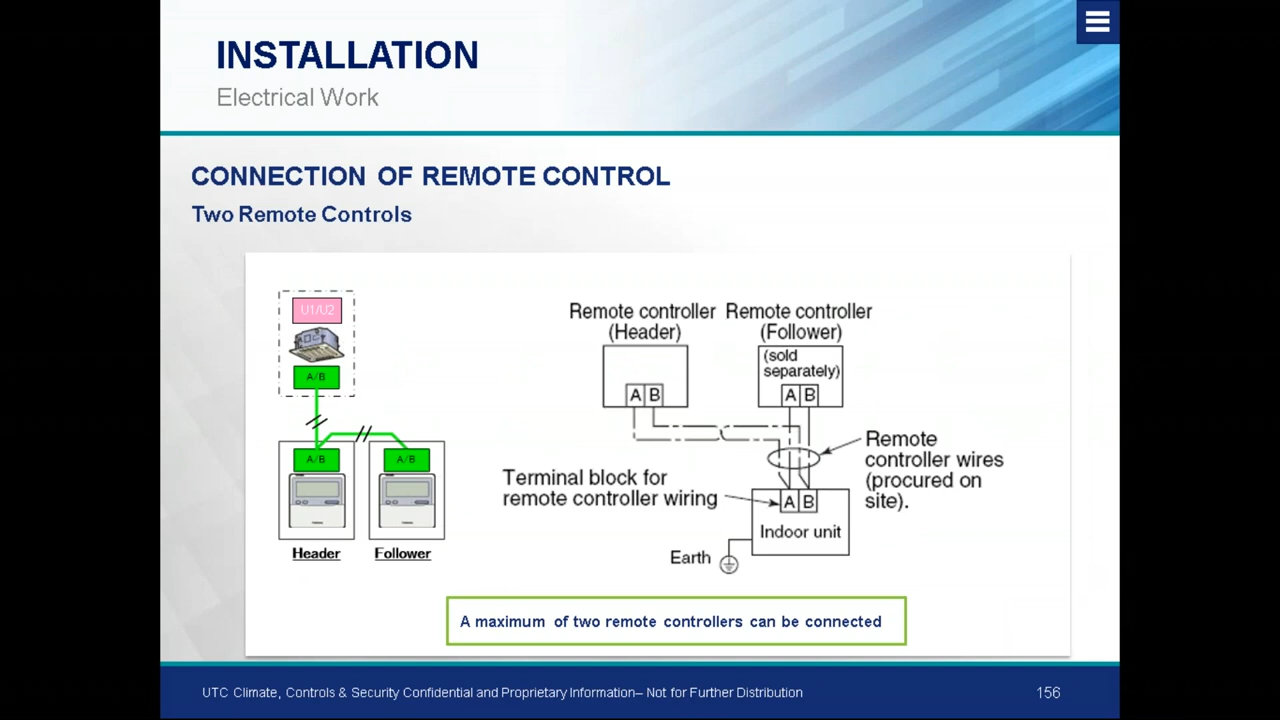 INSTALLATION
Electrical Work
CONNECTION OF REMOTE CONTROL
Two Remote Controls
U1/U2
A/B
A/B
A/B
Header
Follower
Remote controller
(Header)
A B
Remote controller
(Follower)
(sold
separately)
A B
Remote
controller wires
(procured on
site).
Terminal block for
remote controller wiring
A B
Indoor unit
Earth
A maximum of two remote controllers can be connected
UTC Climate, Controls & Security Confidential and Proprietary Information– Not for Further Distribution
156